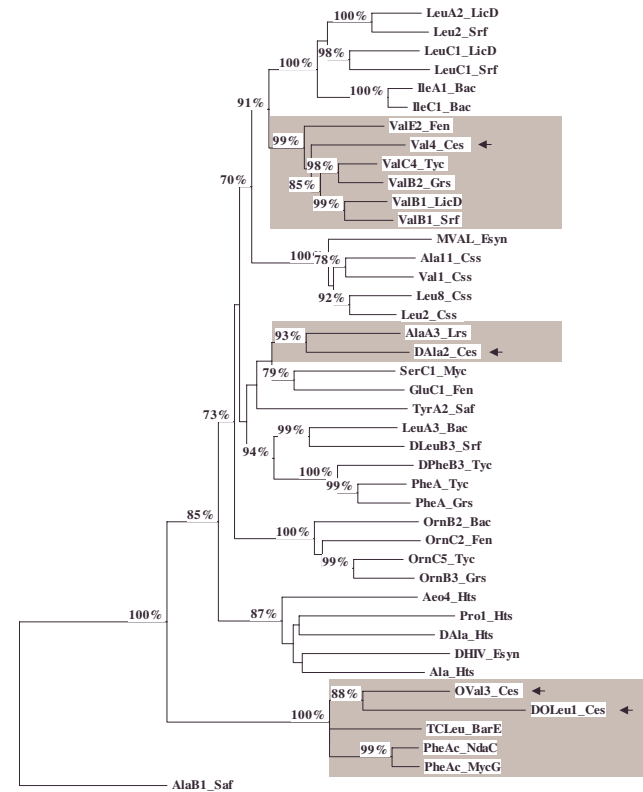 LeuA2_LicD
100%
Leu2_Srf
LeuC1_LicD
98%
100%
LeuC1_Srf
IleA1_Bac
100%
91%
IleC1_Bac
ValE2_Fen
99%
Val4_Ces
98%
ValC4_Tyc
70%
85%
ValB2_Grs
99%
ValB1_LicD
ValB1_Srf
MVAL_Esyn
100%
78%
Ala11_Css
Val1_Css
92%
Leu8_Css
Leu2_Css
93%
AlaA3_Lrs
DAla2_Ces
79%
SerC1_Myc
GluC1_Fen
TyrA2_Saf
73%
99%
LeuA3_Bac
94%
DLeuB3_Srf
100%
DPheB3_Tyc
99%
PheA_Tyc
PheA_Grs
85%
OrnB2_Bac
100%
OrnC2_Fen
99%
OrnC5_Tyc
OrnB3_Grs
Aeo4_Hts
100%
87%
Pro1_Hts
DAla_Hts
DHIV_Esyn
Ala_Hts
88%
OVal3_Ces
100%
DOLeu1_Ces
TCLeu_BarE
99%
PheAc_NdaC
PheAc_MycG
AlaB1_Saf